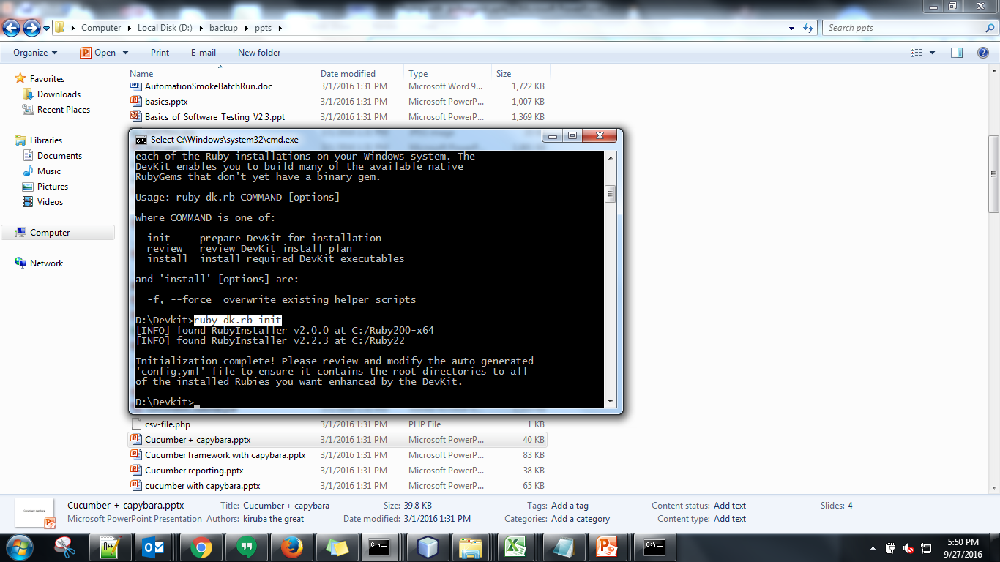 Computer ▸ Local Disk (D:) ▸ backup ▸ ppts ▸
Search ppts
Organize Open Print E-mail New folder
Favorites
Downloads
Recent Places
Libraries
Documents
Music
Pictures
Videos
Computer
Network
Name Date modified Type Size
AutomationSmokeBatchRun.doc 3/1/2016 1:31 PM Microsoft Word 9... 1,722 KB
basics.pptx 3/1/2016 1:31 PM Microsoft PowerP... 1,007 KB
Basics_of_Software_Testing_V2.3.ppt 3/1/2016 1:31 PM Microsoft PowerP... 1,369 KB
Select C:\Windows\system32\cmd.exe
each of the Ruby installations on your Windows system. The
DevKit enables you to build many of the available native
RubyGems that don't yet have a binary gem.
Usage: ruby dk.rb COMMAND [options]
where COMMAND is one of:
init prepare DevKit for installation
review review DevKit install plan
install install required DevKit executables
and 'install' [options] are:
-f, --force overwrite existing helper scripts
D:\Devkit>ruby dk.rb init
[INFO] found RubyInstaller v2.0.0 at C:/Ruby200-x64
[INFO] found RubyInstaller v2.2.3 at C:/Ruby22
Initialization complete! Please review and modify the auto-generated
'config.yml' file to ensure it contains the root directories to all
of the installed Rubies you want enhanced by the DevKit.
D:\Devkit>
csv-file.php 3/1/2016 1:31 PM PHP File 1 KB
Cucumber + capybara.pptx 3/1/2016 1:31 PM Microsoft PowerP... 40 KB
Cucumber framework with capybara.pptx 3/1/2016 1:31 PM Microsoft PowerP... 83 KB
Cucumber reporting.pptx 3/1/2016 1:31 PM Microsoft PowerP... 38 KB
cucumber with capybara.pptx 3/1/2016 1:31 PM Microsoft PowerP... 65 KB
Cucumber + capybara.pptx Title: Cucumber + capybara Size: 39.8 KB Tags: Add a tag Content status: Add text Slides: 4
Microsoft PowerPoint Presentation Authors: kiruba the great Date modified: 3/1/2016 1:31 PM Categories: Add a category Content type: Add text
5:50 PM
9/27/2016